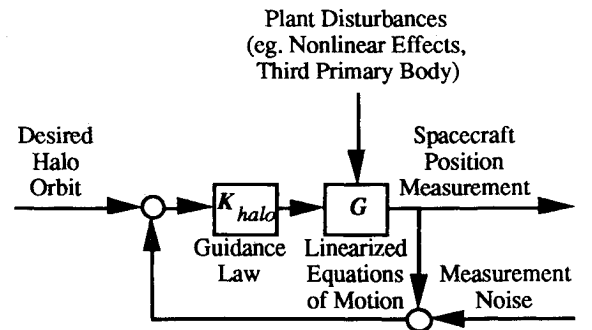 Plant Disturbances
(eg. Nonlinear Effects,
Third Primary Body)
Desired
Halo
Orbit
Spacecraft
Position
Measurement
K halo
G
Guidance
Law
Linearized
Equations
of Motion
Measurement
Noise